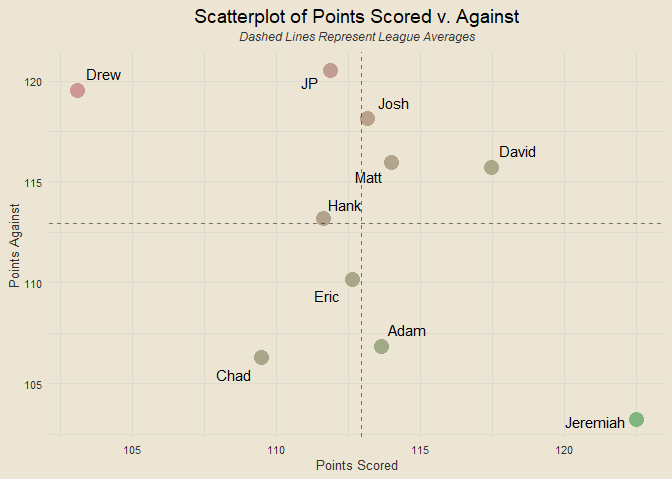 Scatterplot of Points Scored v. Against
Dashed Lines Represent League Averages
Points Against
120
115
110
105
Drew
JP
Josh
David
Matt
Hank
Eric
Adam
Chad
Jeremiah
105
110
115
120
Points Scored